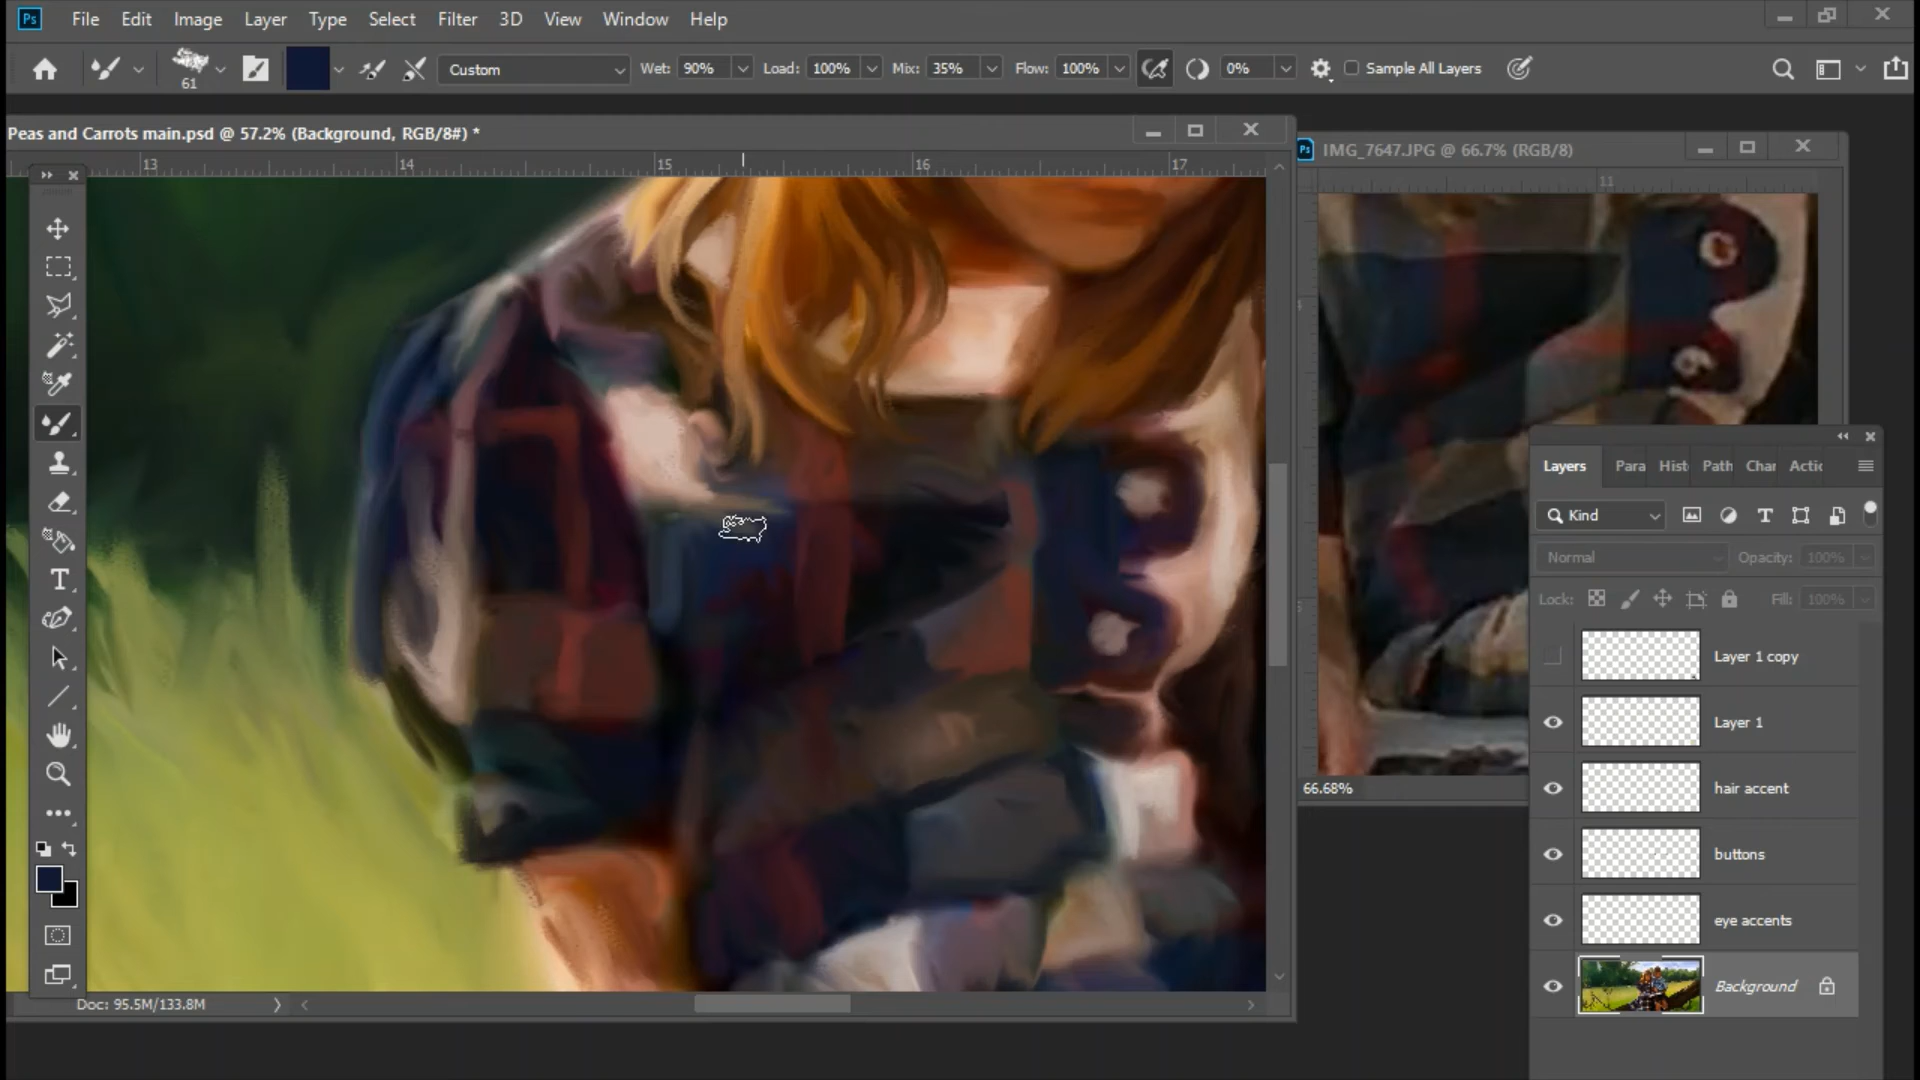 Ps File Edit Image Layer Type Select Filter 3D View Window Help
61 Custom Wet: 90% Load: 100% Mix: 35% Flow: 100% 0% Sample All Layers
Peas and Carrots main.psd @ 57.2% (Background, RGB/8#) *
13 14 15 16 17
Ps IMG_7647.JPG @ 66.7% (RGB/8)
11
66.68%
Layers Para Hist Path Char Actic
Kind
Normal Opacity: 100%
Lock: Fill: 100%
Layer 1 copy
Layer 1
hair accent
buttons
eye accents
Background
Doc: 95.5M/133.8M